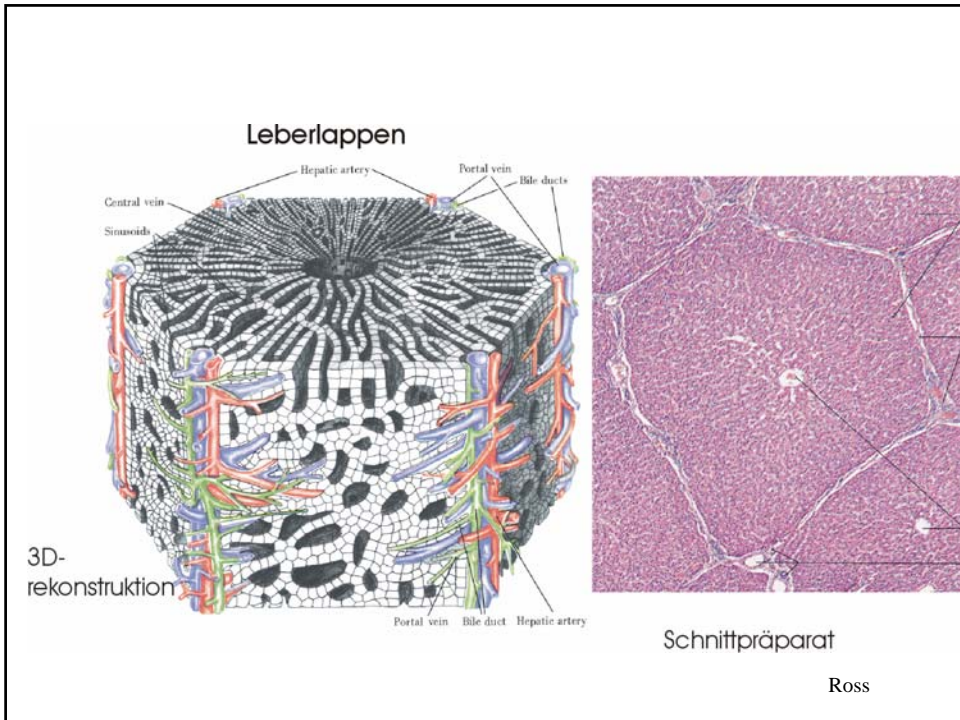 Leberlappen
Hepatic artery
Portal vein
Bile ducts
Central vein
Sinusoids
3D-
rekonstruktion
Portal vein Bile duct Hepatic artery
Schnittpräparat
Ross